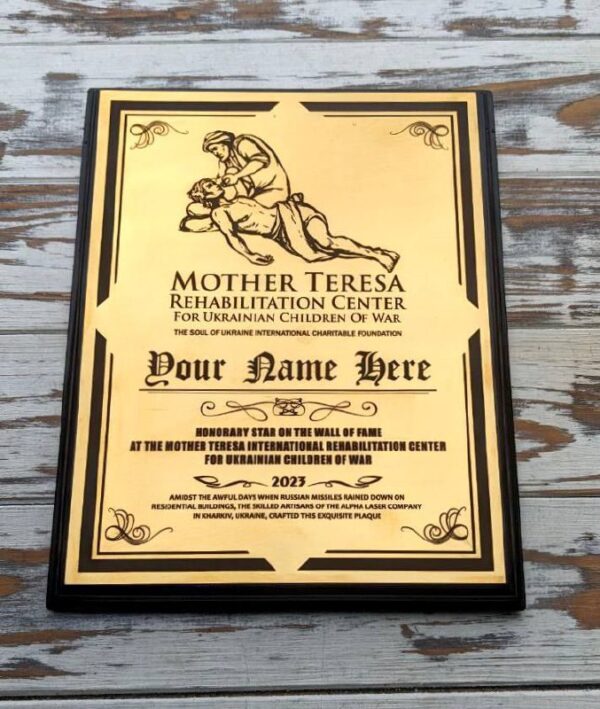 MOTHER TERESA
REHABILITATION CENTER
FOR UKRAINIAN CHILDREN OF WAR
THE SOUL OF UKRAINE INTERNATIONAL CHARITABLE FOUNDATION
Your Name Here
HONORARY STAR ON THE WALL OF FAME
AT THE MOTHER TERESA INTERNATIONAL REHABILITATION CENTER
FOR UKRAINIAN CHILDREN OF WAR
2023
AMIDST THE AWFUL DAYS WHEN RUSSIAN MISSILES RAINED DOWN ON
RESIDENTIAL BUILDINGS, THE SKILLED ARTISANS OF THE ALPHA LASER COMPANY
IN KHARKIV, UKRAINE, CRAFTED THIS EXQUISITE PLAQUE